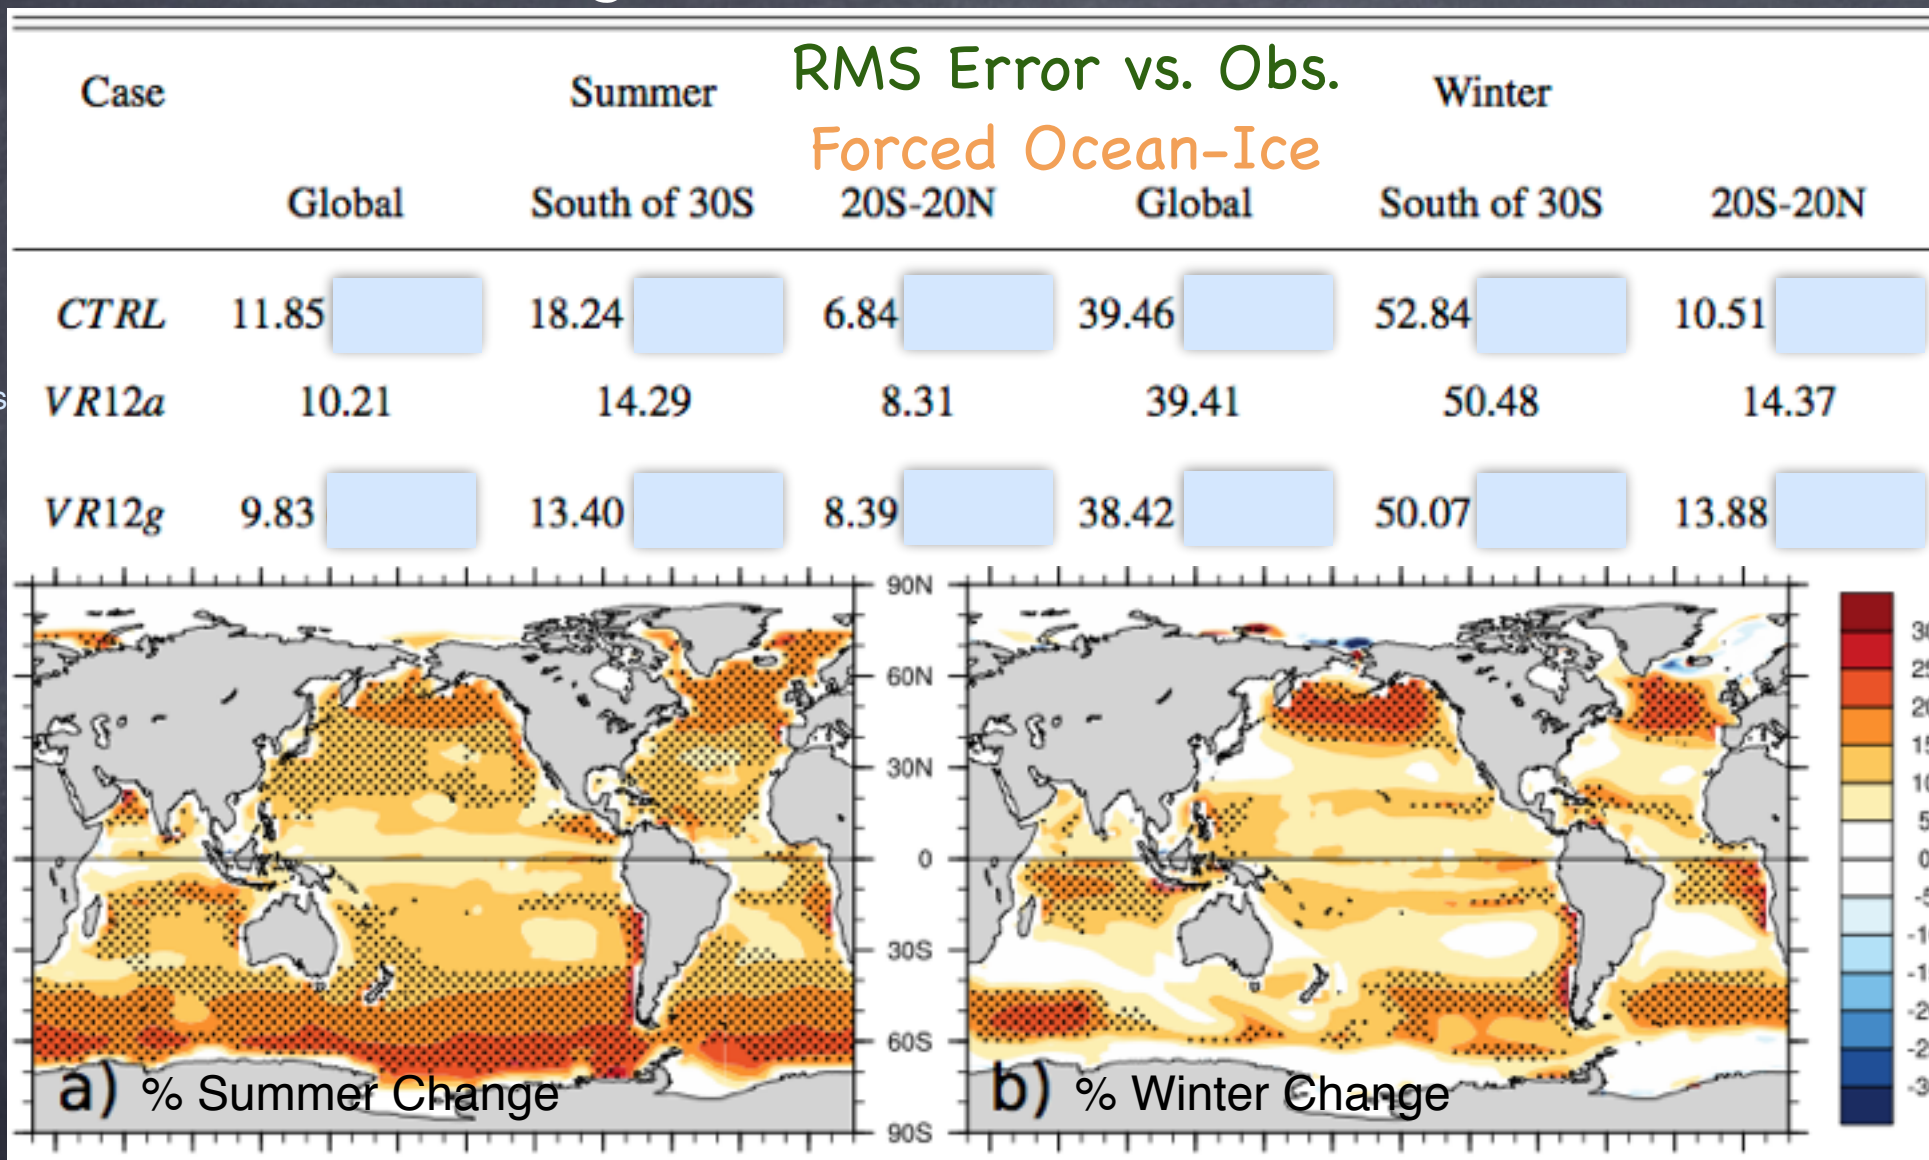 RMS Error vs. Obs.
Case Summer Winter
Forced Ocean-Ice
Global South of 30S 20S-20N Global South of 30S 20S-20N
CTRL 11.85 18.24 6.84 39.46 52.84 10.51
VR12a 10.21 14.29 8.31 39.41 50.48 14.37
VR12g 9.83 13.40 8.39 38.42 50.07 13.88
90N
60N
30N
0
30S
60S
90S
a) % Summer Change
b) % Winter Change
5
0
-5